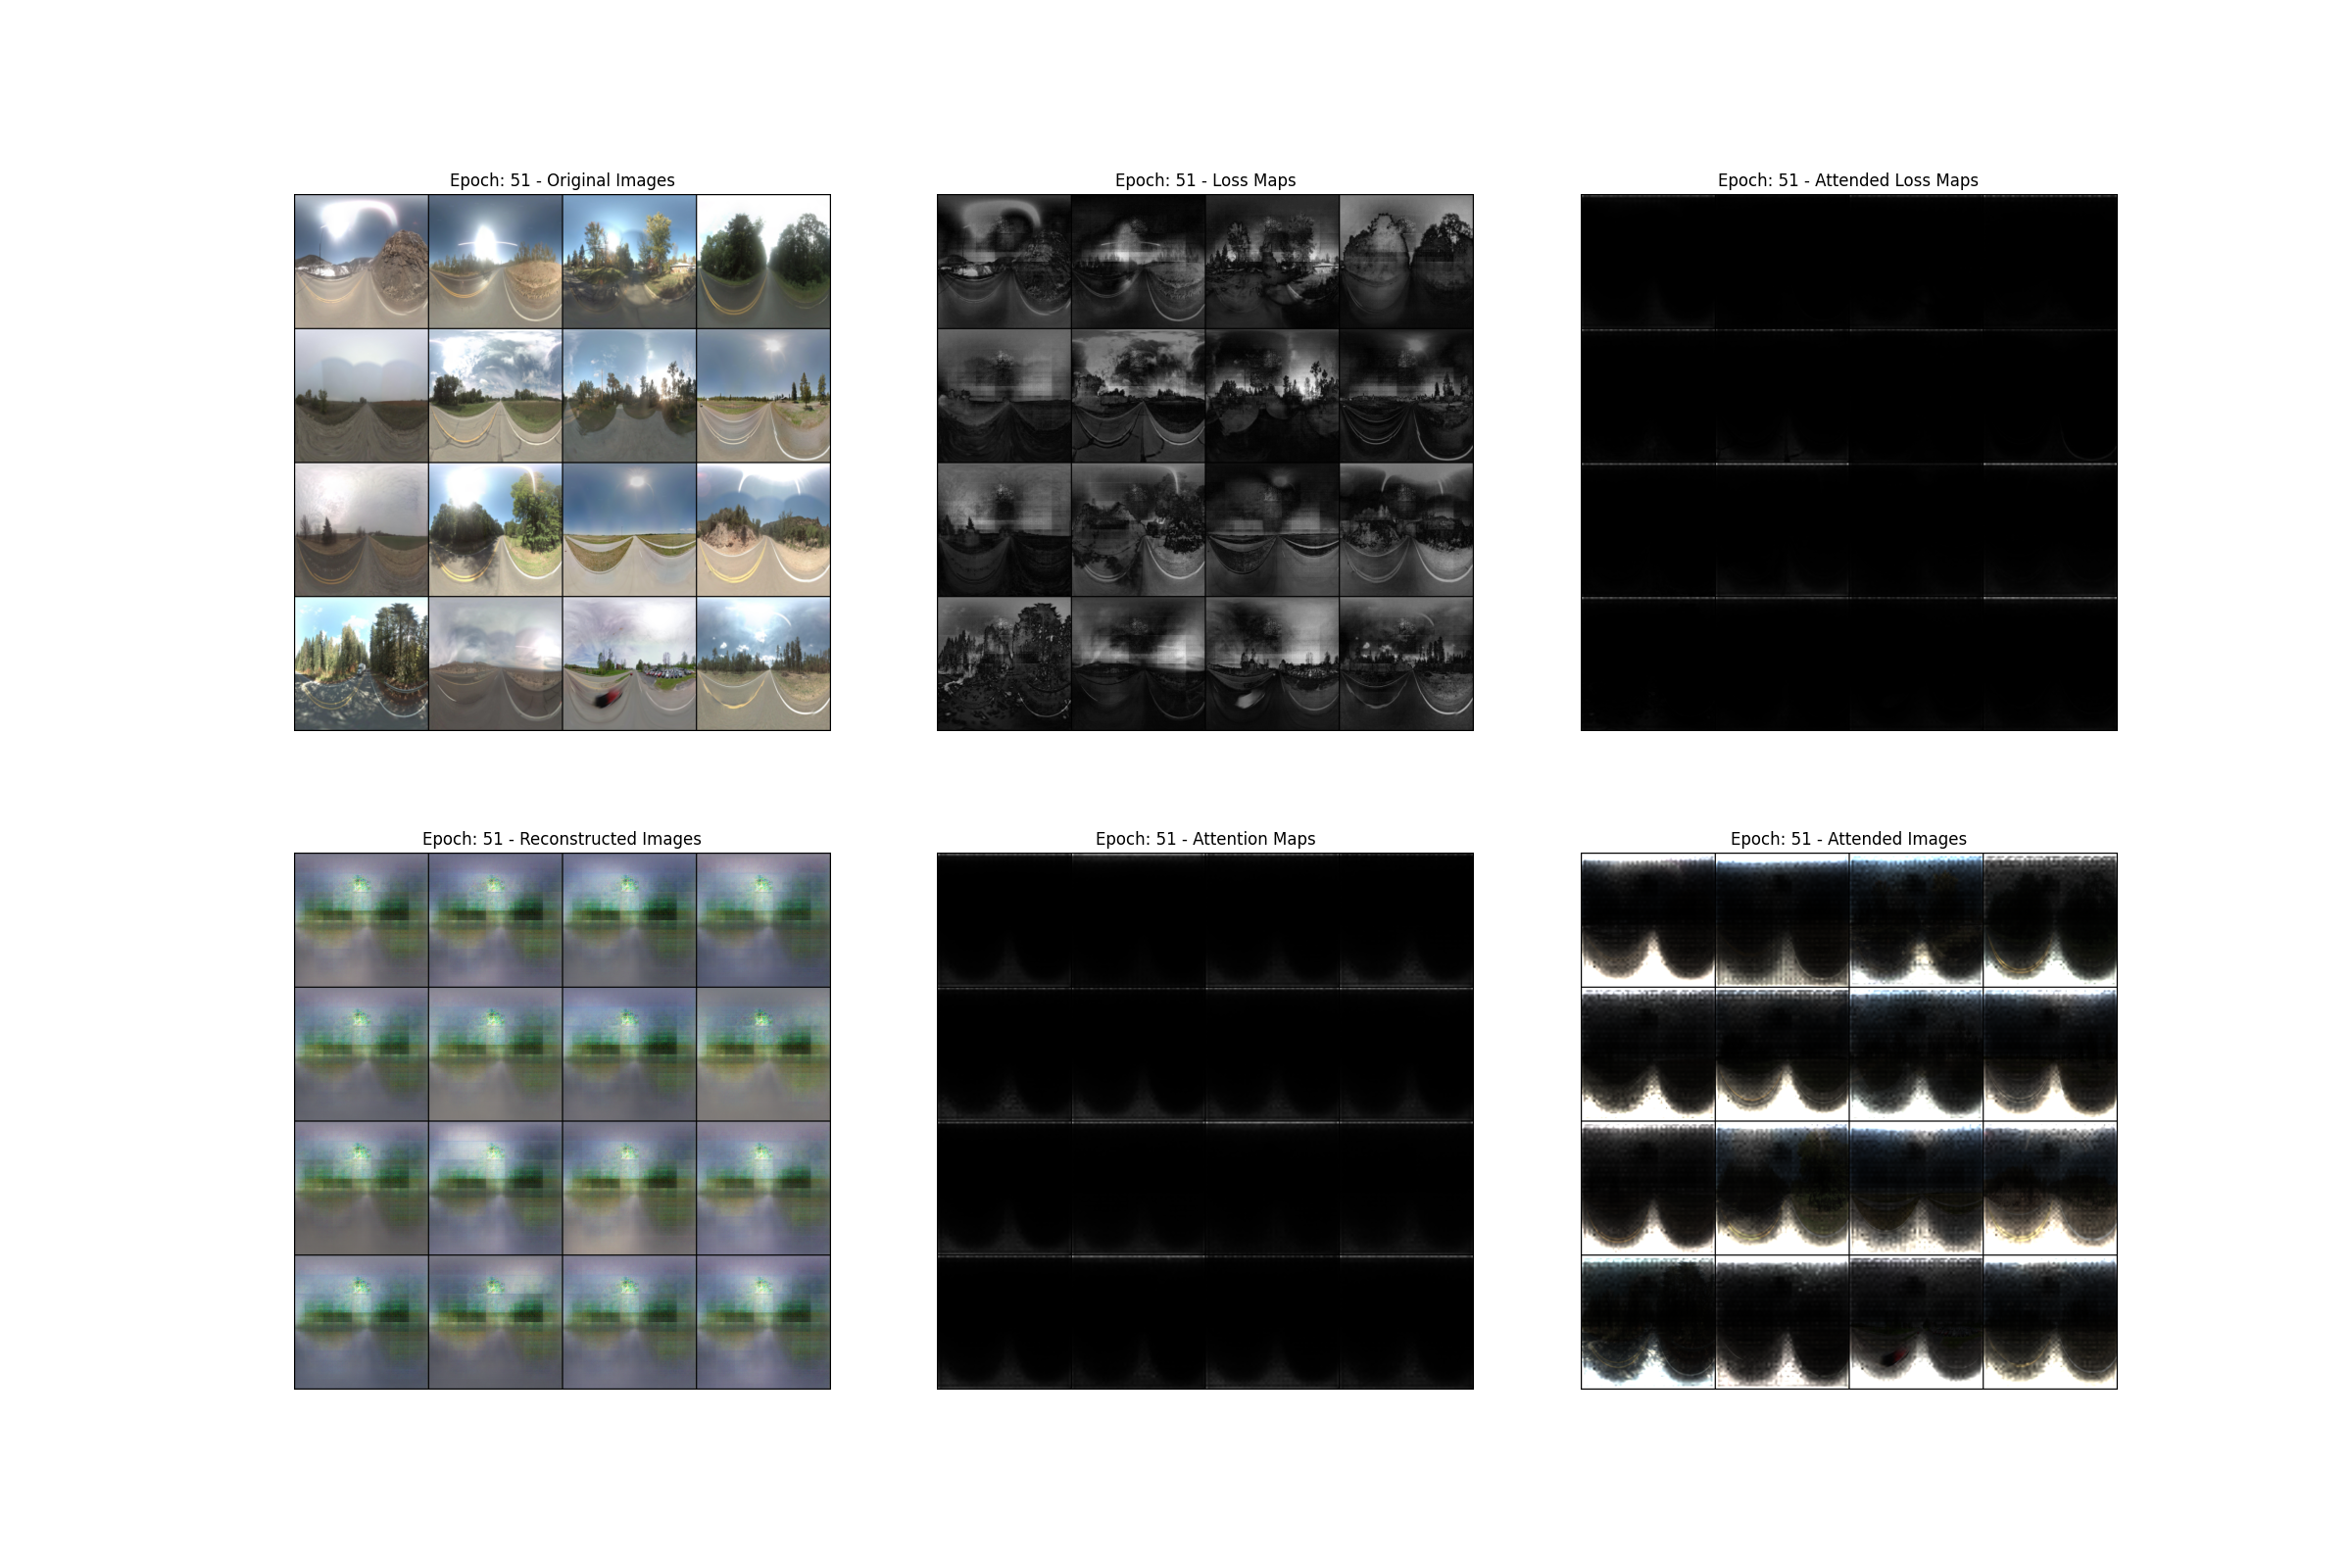 Epoch: 51 - Original Images
Epoch: 51 - Loss Maps
Epoch: 51 - Attended Loss Maps
Epoch: 51 - Reconstructed Images
Epoch: 51 - Attention Maps
Epoch: 51 - Attended Images